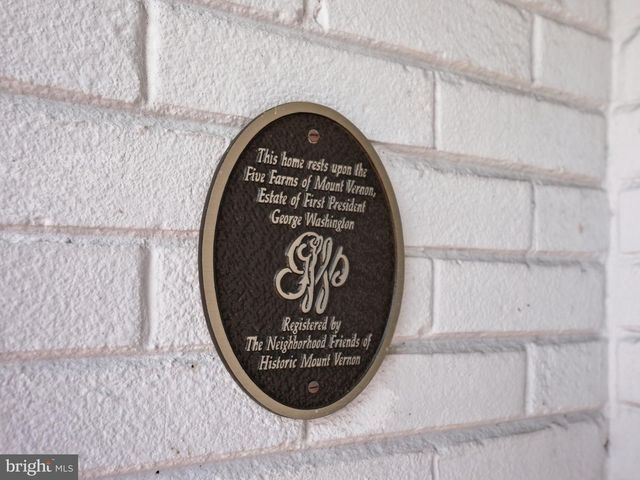 This home rests upon the
Five Farms of Mount Vernon,
Estate of First President
George Washington
GW
Registered by
The Neighborhood Friends of
Historic Mount Vernon
bright MLS